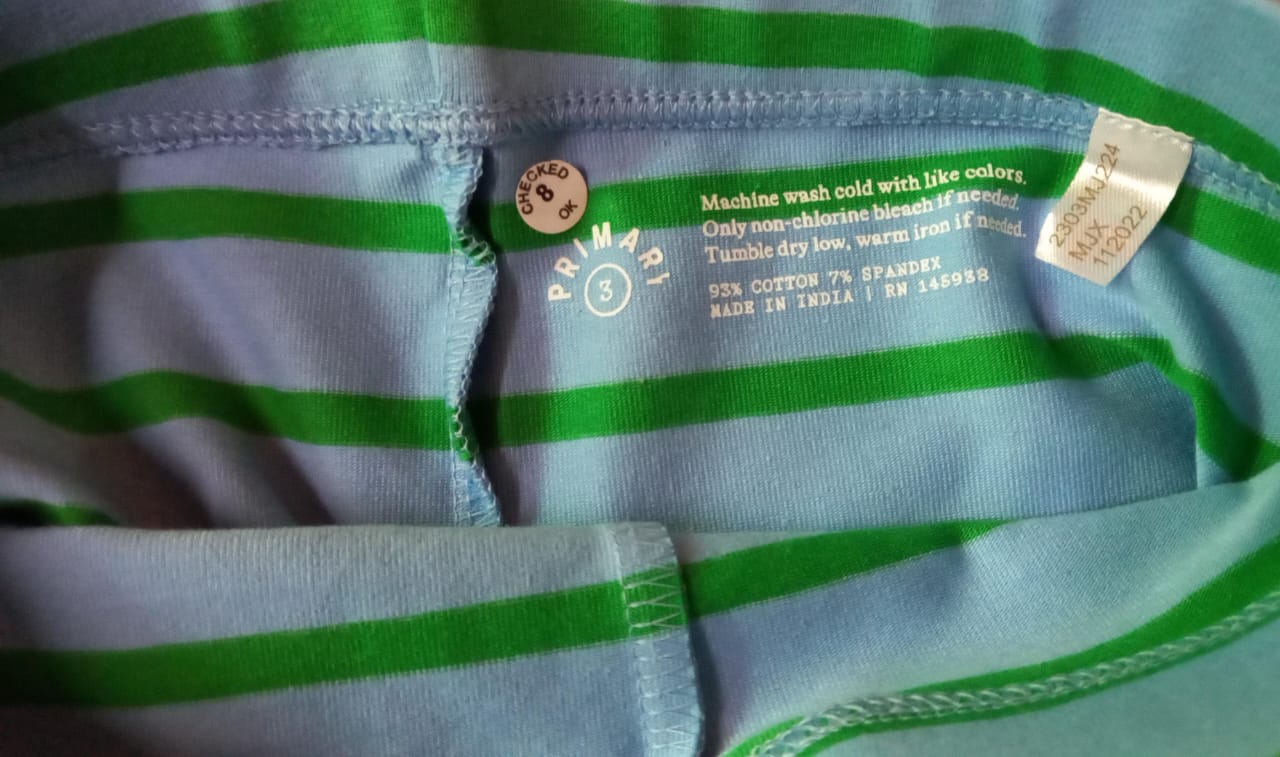 CHECKED
8
OK
PRIMARY
3
Machine wash cold with like colors.
Only non-chlorine bleach if needed.
Tumble dry low, warm iron if needed.
93% COTTON 7% SPANDEX
MADE IN INDIA | RN 145938
2303MJ224
MJX
112022